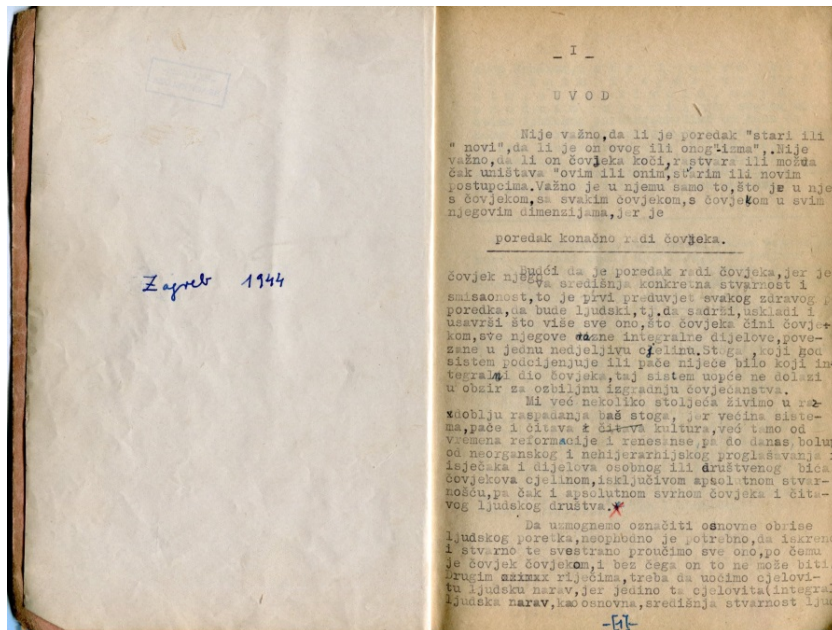 Zagreb 1944
_ I _
U V O D
Nije važno,da li je poredak "stari ili
" novi",da li je on ovog ili onog"-izma",.Nije
važno,da li on čovjeka koči,rastvara ili možda
čak uništava "ovim ili onim,starim ili novim
postupcima.Važno je u njemu samo to,što je u nje
s čovjekom,sa svakim čovjekom,s čovjekom u svim
njegovim dimenzijama,jer je
poredak konačno radi čovjeka.
Budći da je poredak radi čovjeka,jer je
čovjek njegova središnja konkretna stvarnost i
smisaonost,to je prvi preduvjet svakog zdravog p
poredka,da bude ljudski,tj.da sadrži,uskladi i
usavrši što više sve ono,što čovjeka čini čovje-
kom,sve njegove integralne dijelove,pove-
zane u jednu nedjeljivu cjelinu.Stoga ,koji god
sistem podcjenjuje ili pače niječe bilo koji in-
tegralni dio čovjeka,taj sistem uopće ne dolazi
u obzir za ozbiljnu izgradnju čovječanstva.
Mi već nekoliko stoljeća živimo u raz-
zdoblju raspadanja baš stoga, jer većina siste-
ma,pače i čitava kultura,već tamo od
vremena reformacije i renesanse,pa do danas,boluj
od neorganskog i nehijerarhijskog proglašavanja i
isječaka i dijelova osobnog ili društvenog bića
čovjekova cjelinom,isključivom apsolutnom stvar-
nošću,pa čak i apsolutnom svrhom čovjeka i čita-
vog ljudskog društva.
Da uzmognemo označiti osnovne obrise
ljudskog poretka,neophodno je potrebno,da iskreno
i stvarno te svestrano proučimo sve ono,po čemu
je čovjek čovjekom,i bez čega on to ne može biti.
Drugim riječima,treba da uočimo cjelovi-
tu ljudsku narav,jer jedino ta cjelovita(integral
ljudska narav,kao osnovna,središnja stvarnost ljud
-[1]-